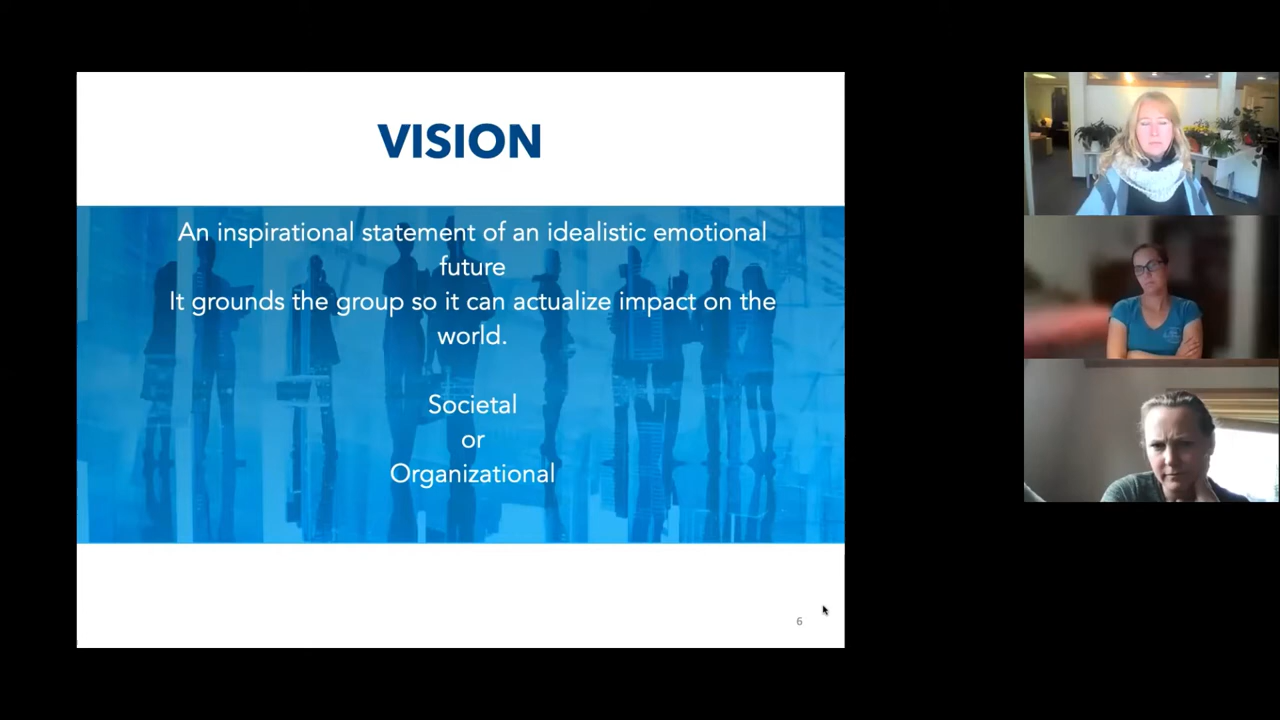 VISION
An inspirational statement of an idealistic emotional
future
It grounds the group so it can actualize impact on the
world.
Societal
or
Organizational
6